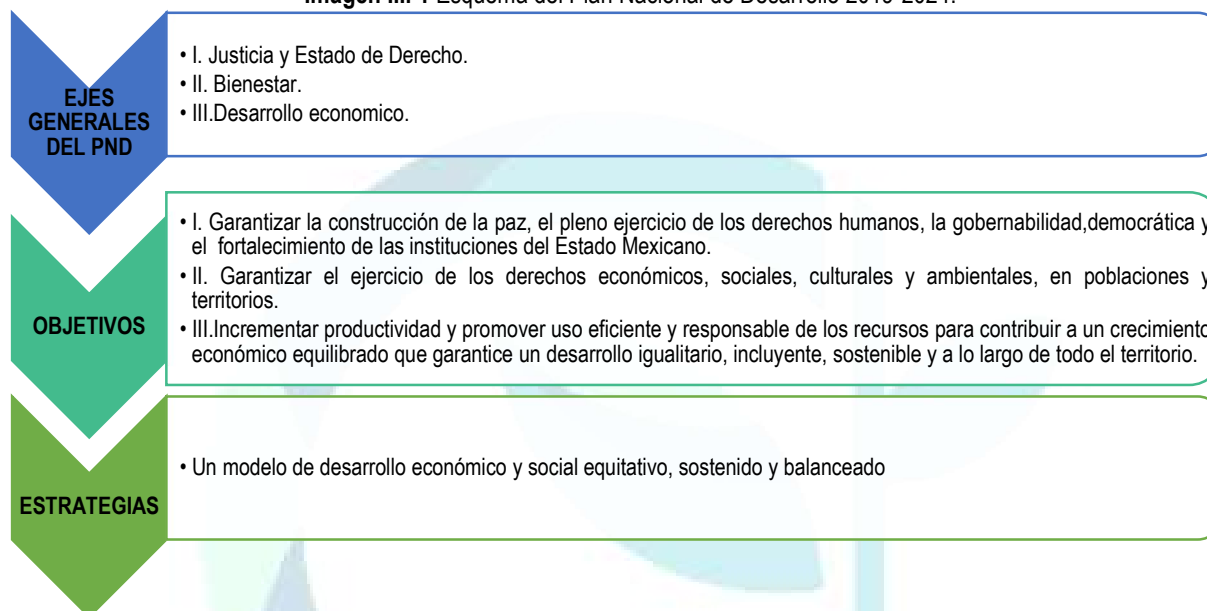 Imagen III. 1 Esquema del Plan Nacional de Desarrollo 2019-2024.
EJES
GENERALES
DEL PND
• I. Justicia y Estado de Derecho.
• II. Bienestar.
• III.Desarrollo economico.
OBJETIVOS
• I. Garantizar la construcción de la paz, el pleno ejercicio de los derechos humanos, la gobernabilidad,democrática y
el fortalecimiento de las instituciones del Estado Mexicano.
• II. Garantizar el ejercicio de los derechos económicos, sociales, culturales y ambientales, en poblaciones y
territorios.
• III.Incrementar productividad y promover uso eficiente y responsable de los recursos para contribuir a un crecimiento
económico equilibrado que garantice un desarrollo igualitario, incluyente, sostenible y a lo largo de todo el territorio.
ESTRATEGIAS
• Un modelo de desarrollo económico y social equitativo, sostenido y balanceado